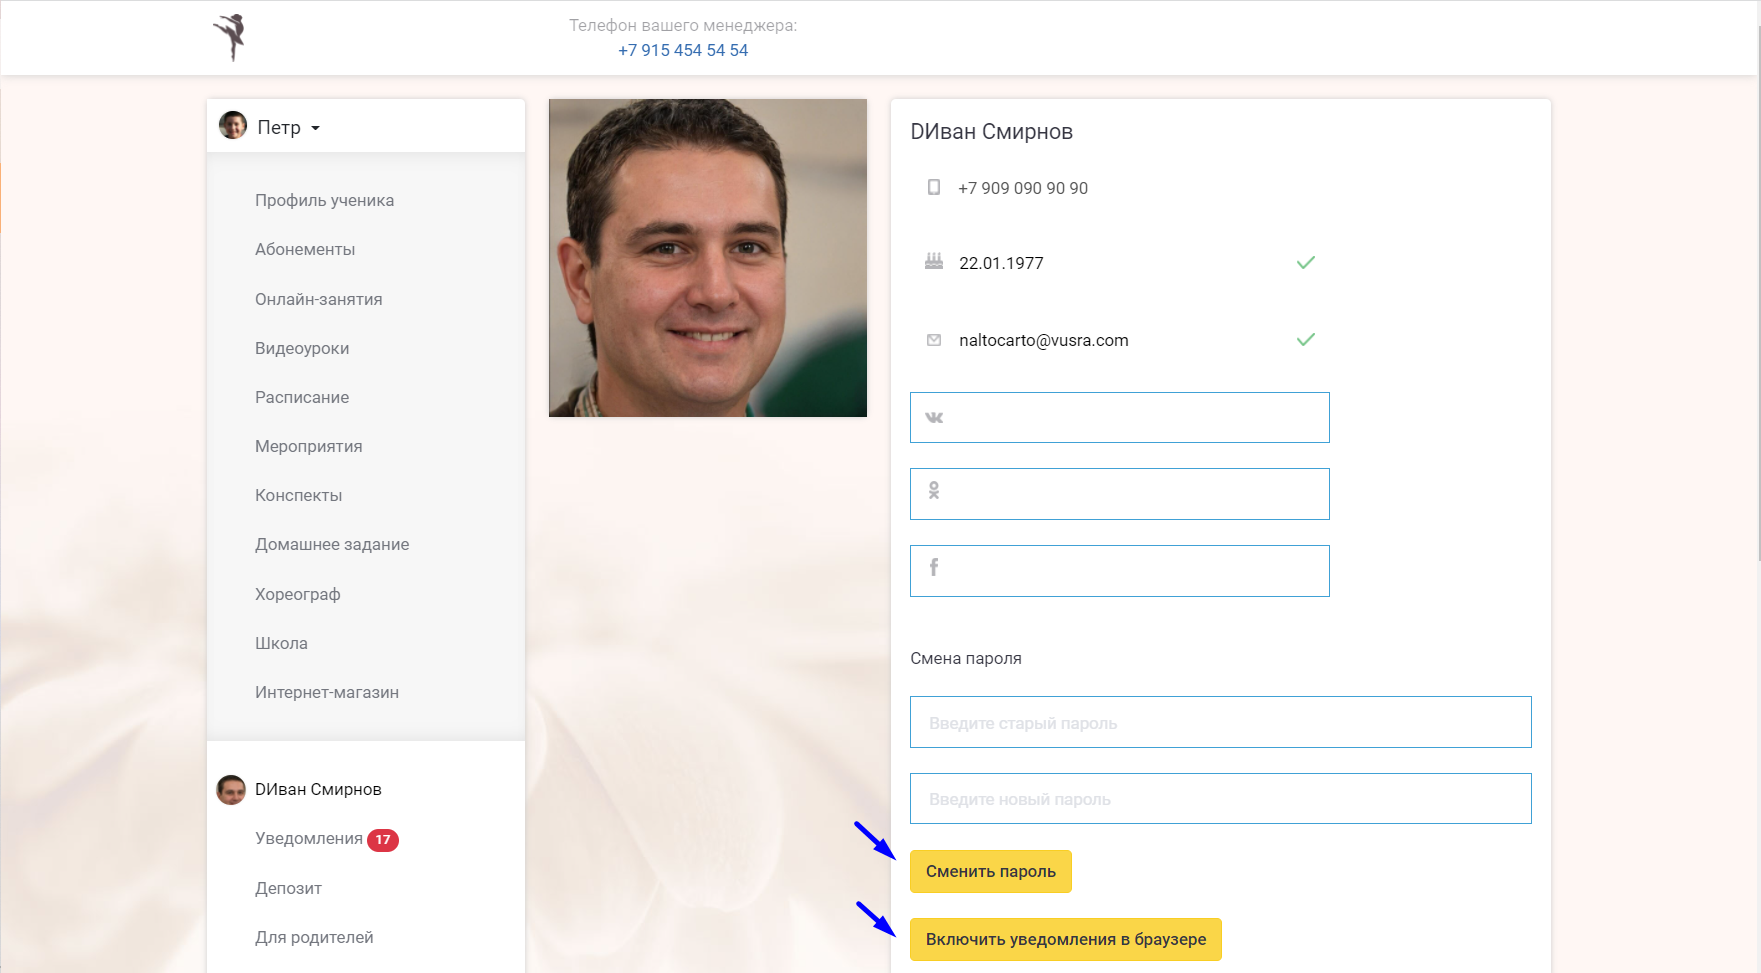 Телефон вашего менеджера:
+7 915 454 54 54
Петр
Профиль ученика
Абонементы
Онлайн-занятия
Видеоуроки
Расписание
Мероприятия
Конспекты
Домашнее задание
Хореограф
Школа
Интернет-магазин
DИван Смирнов
Уведомления 17
Депозит
Для родителей
DИван Смирнов
+7 909 090 90 90
22.01.1977
naltocarto@vusra.com
Смена пароля
Введите старый пароль
Введите новый пароль
Сменить пароль
Включить уведомления в браузере